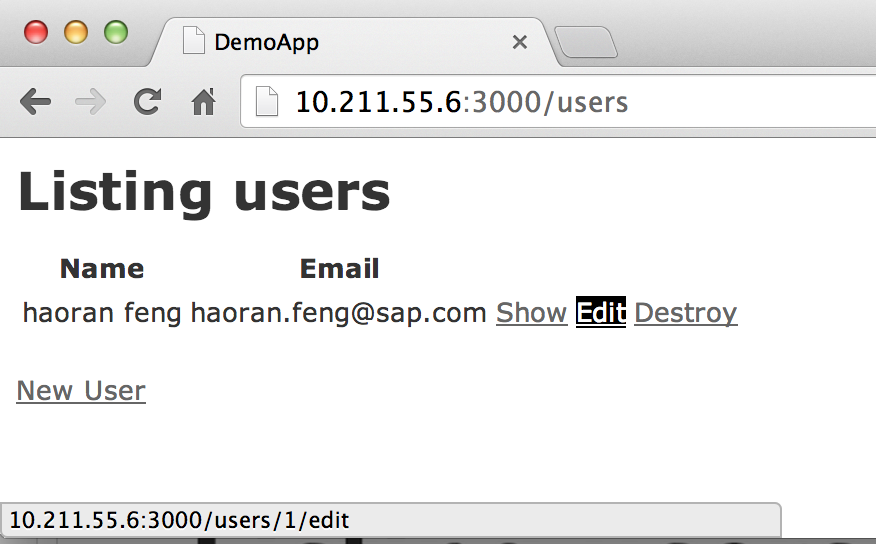 DemoApp
10.211.55.6:3000/users
Listing users
Name Email
haoran feng haoran.feng@sap.com Show Edit Destroy
New User
10.211.55.6:3000/users/1/edit